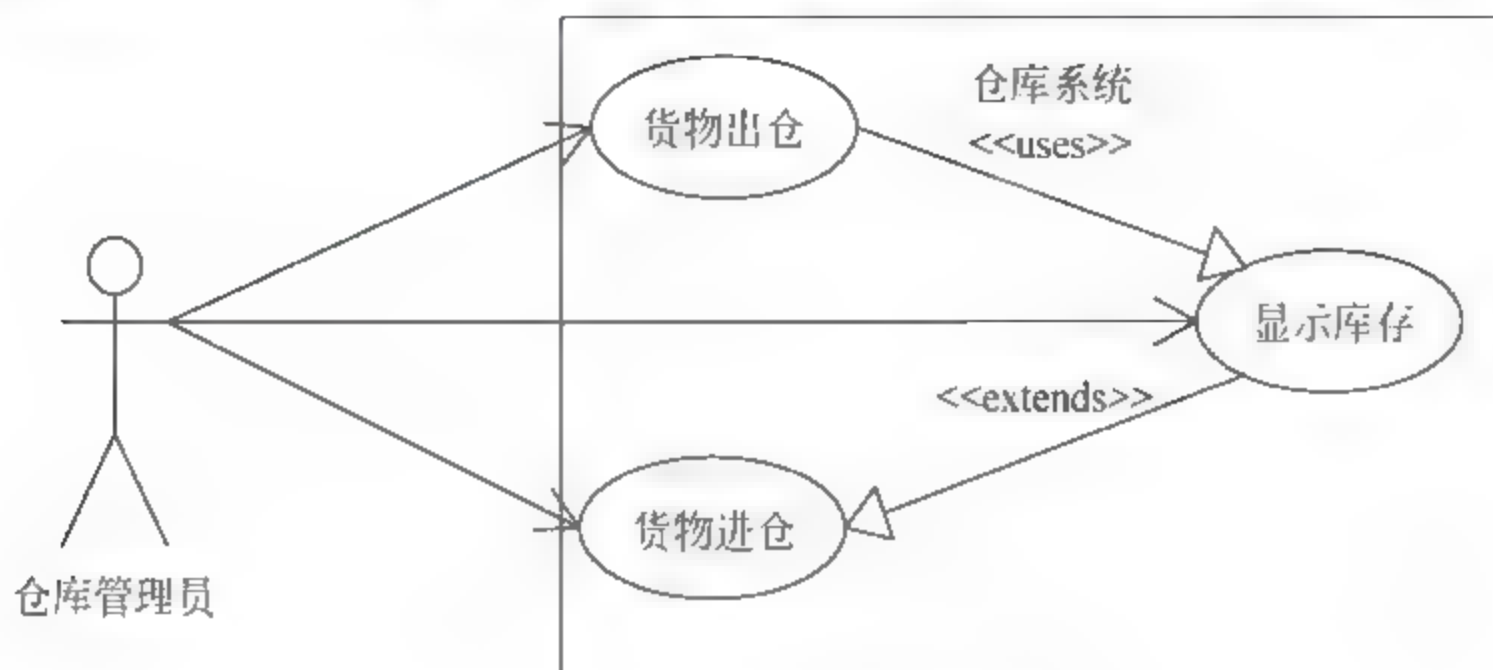 仓库系统
货物出仓
<<uses>>
显示库存
<<extends>>
货物进仓
仓库管理员